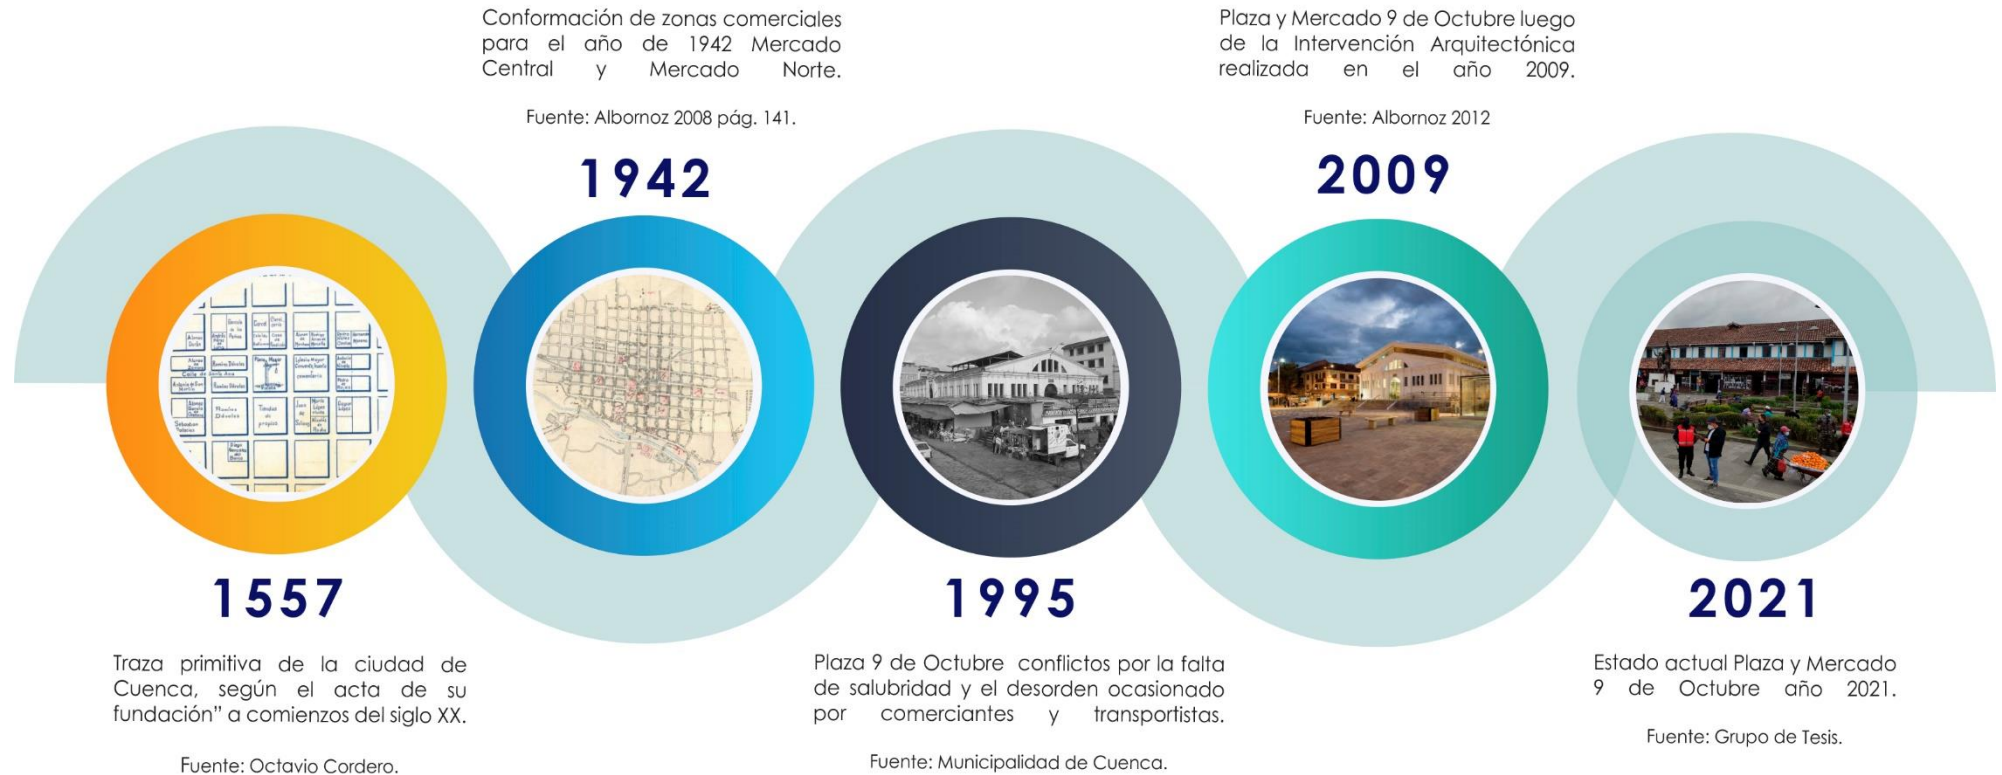 Conformación de zonas comerciales
para el año de 1942 Mercado
Central y Mercado Norte.
Fuente: Albornoz 2008 pág. 141.
1942
Plaza y Mercado 9 de Octubre luego
de la Intervención Arquitectónica
realizada en el año 2009.
Fuente: Albornoz 2012
2009
1557
Traza primitiva de la ciudad de
Cuenca, según el acta de su
fundación” a comienzos del siglo XX.
Fuente: Octavio Cordero.
1995
Plaza 9 de Octubre conflictos por la falta
de salubridad y el desorden ocasionado
por comerciantes y transportistas.
Fuente: Municipalidad de Cuenca.
2021
Estado actual Plaza y Mercado
9 de Octubre año 2021.
Fuente: Grupo de Tesis.